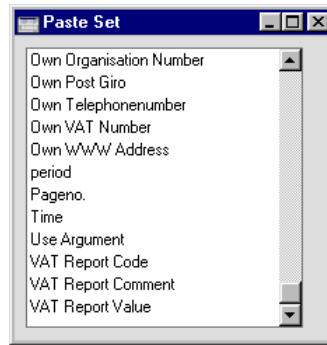 Paste Set
Own Organisation Number
Own Post Giro
Own Telephonenumber
Own VAT Number
Own WWW Address
period
Pageno.
Time
Use Argument
VAT Report Code
VAT Report Comment
VAT Report Value